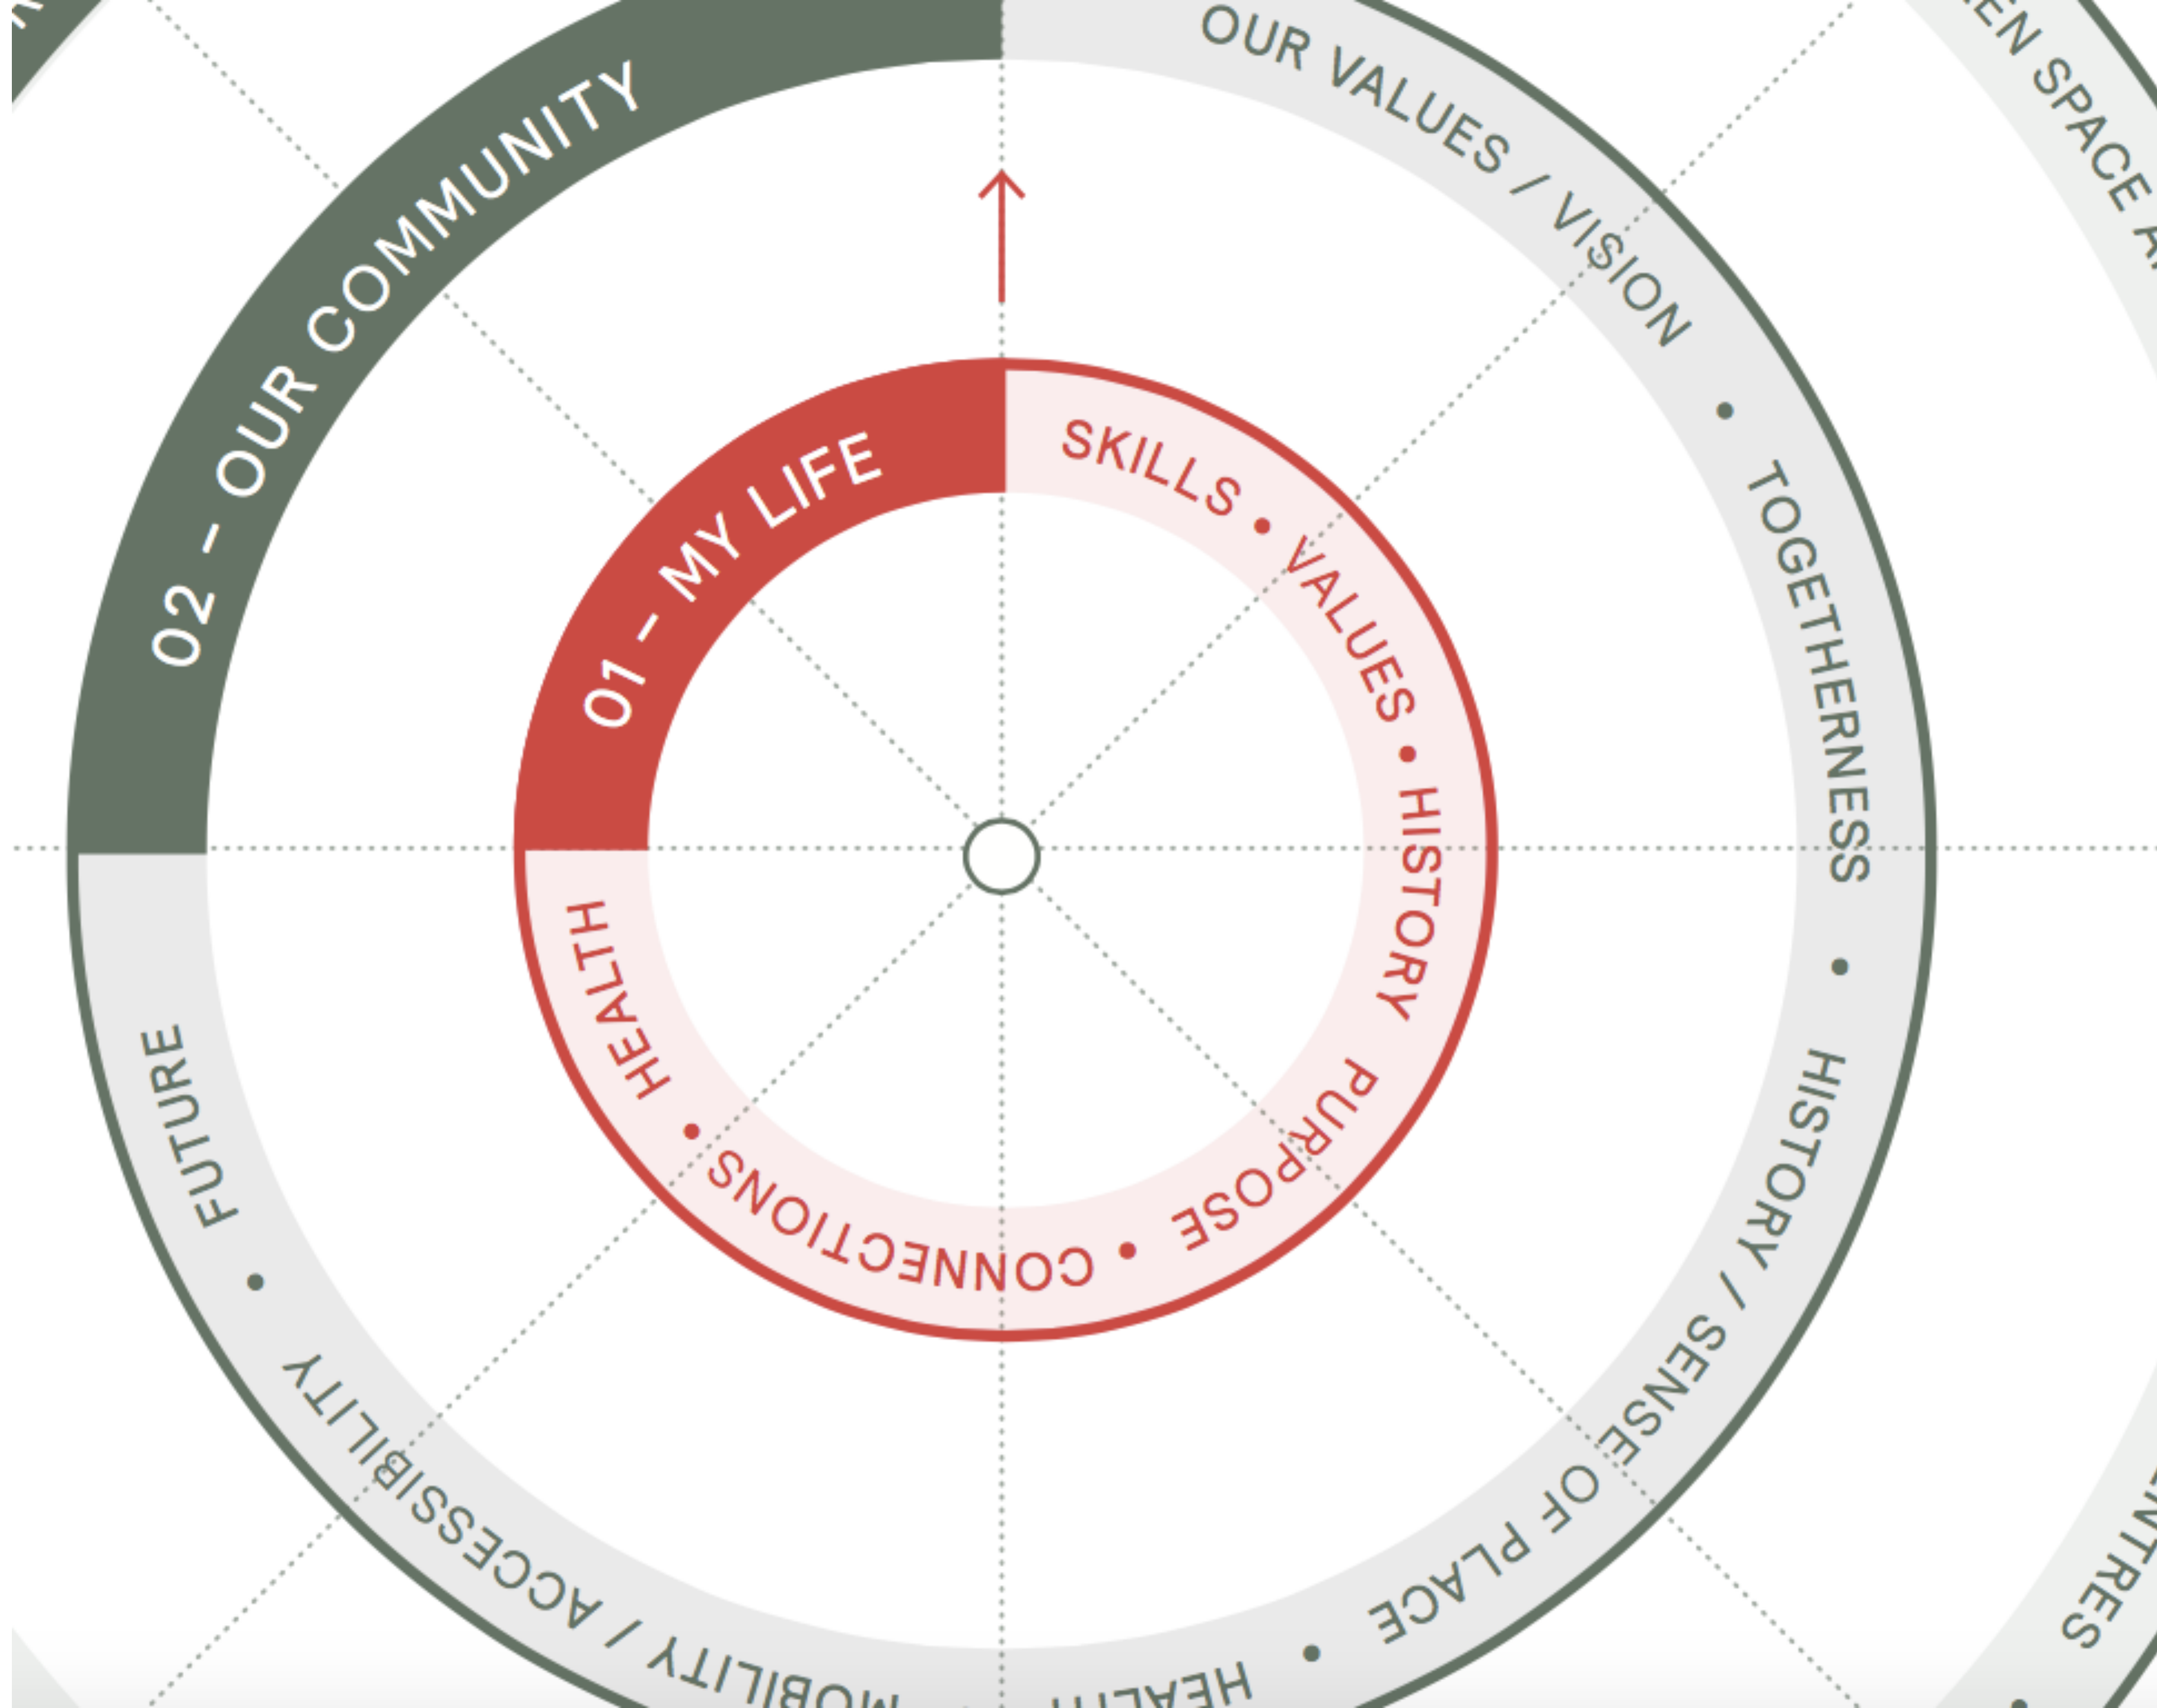 01 – MY LIFE
SKILLS • VALUES • HISTORY PURPOSE • CONNECTIONS • HEALTH
02 – OUR COMMUNITY
OUR VALUES / VISION • TOGETHERNESS • HISTORY / SENSE OF PLACE • HEALTH • MOBILITY / ACCESSIBILITY • FUTURE
SPACE